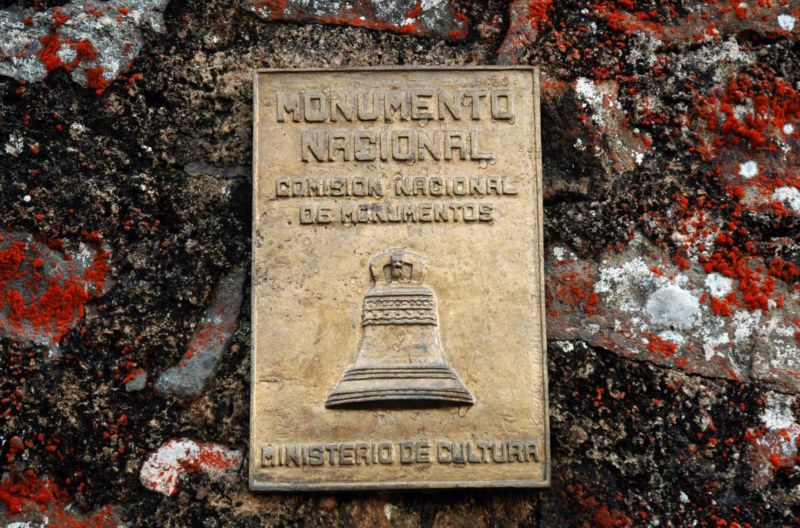 MONUMENTO
NACIONAL
COMISION NACIONAL
DE MONUMENTOS
MINISTERIO DE CULTURA